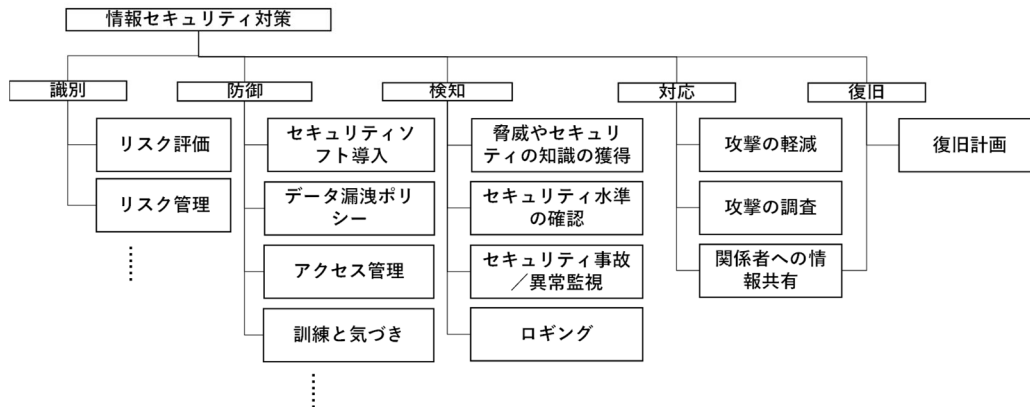 情報セキュリティ対策
識別
防御
検知
対応
復旧
リスク評価
リスク管理
セキュリティソ
フト導入
データ漏洩ポリ
シー
アクセス管理
訓練と気づき
脅威やセキュリ
ティの知識の獲得
セキュリティ水準
の確認
セキュリティ事故
／異常監視
ロギング
攻撃の軽減
攻撃の調査
関係者への情
報共有
復旧計画